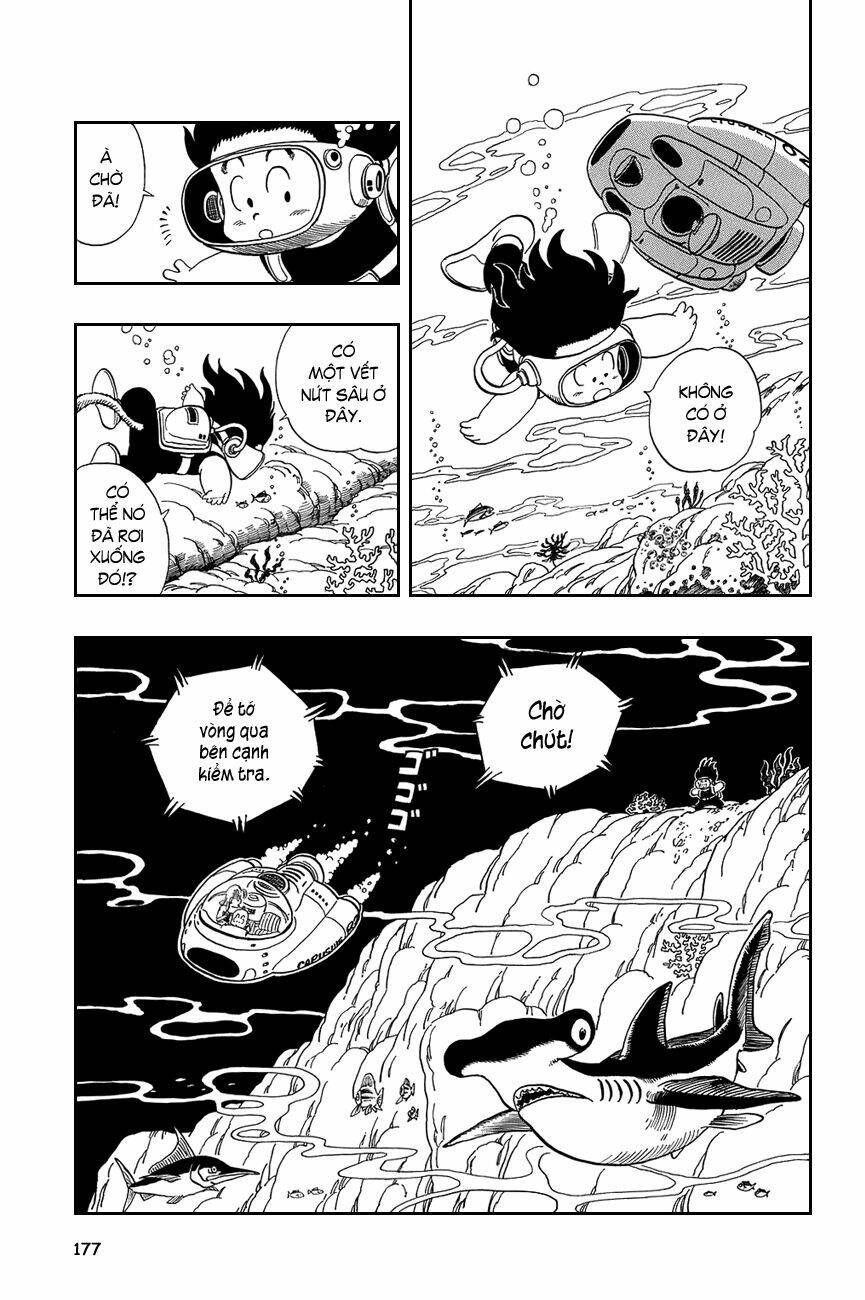 KHÔNG
CÓ Ở
ĐÂY!
À
CHỜ
ĐÃ!
CÓ
MỘT VẾT
NỨT SÂU Ở
ĐÂY.
CÓ
THỂ NÓ
ĐÃ RƠI
XUỐNG
ĐÓ!?
Chờ
chút!
Để tớ
vòng qua
bên cạnh
kiểm tra.
177